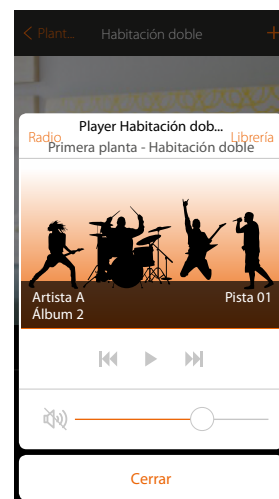 Plant... Habitación doble +
Player Habitación dob...
Radio Librería
Primera planta - Habitación doble
Artista A Pista 01
Álbum 2
Cerrar